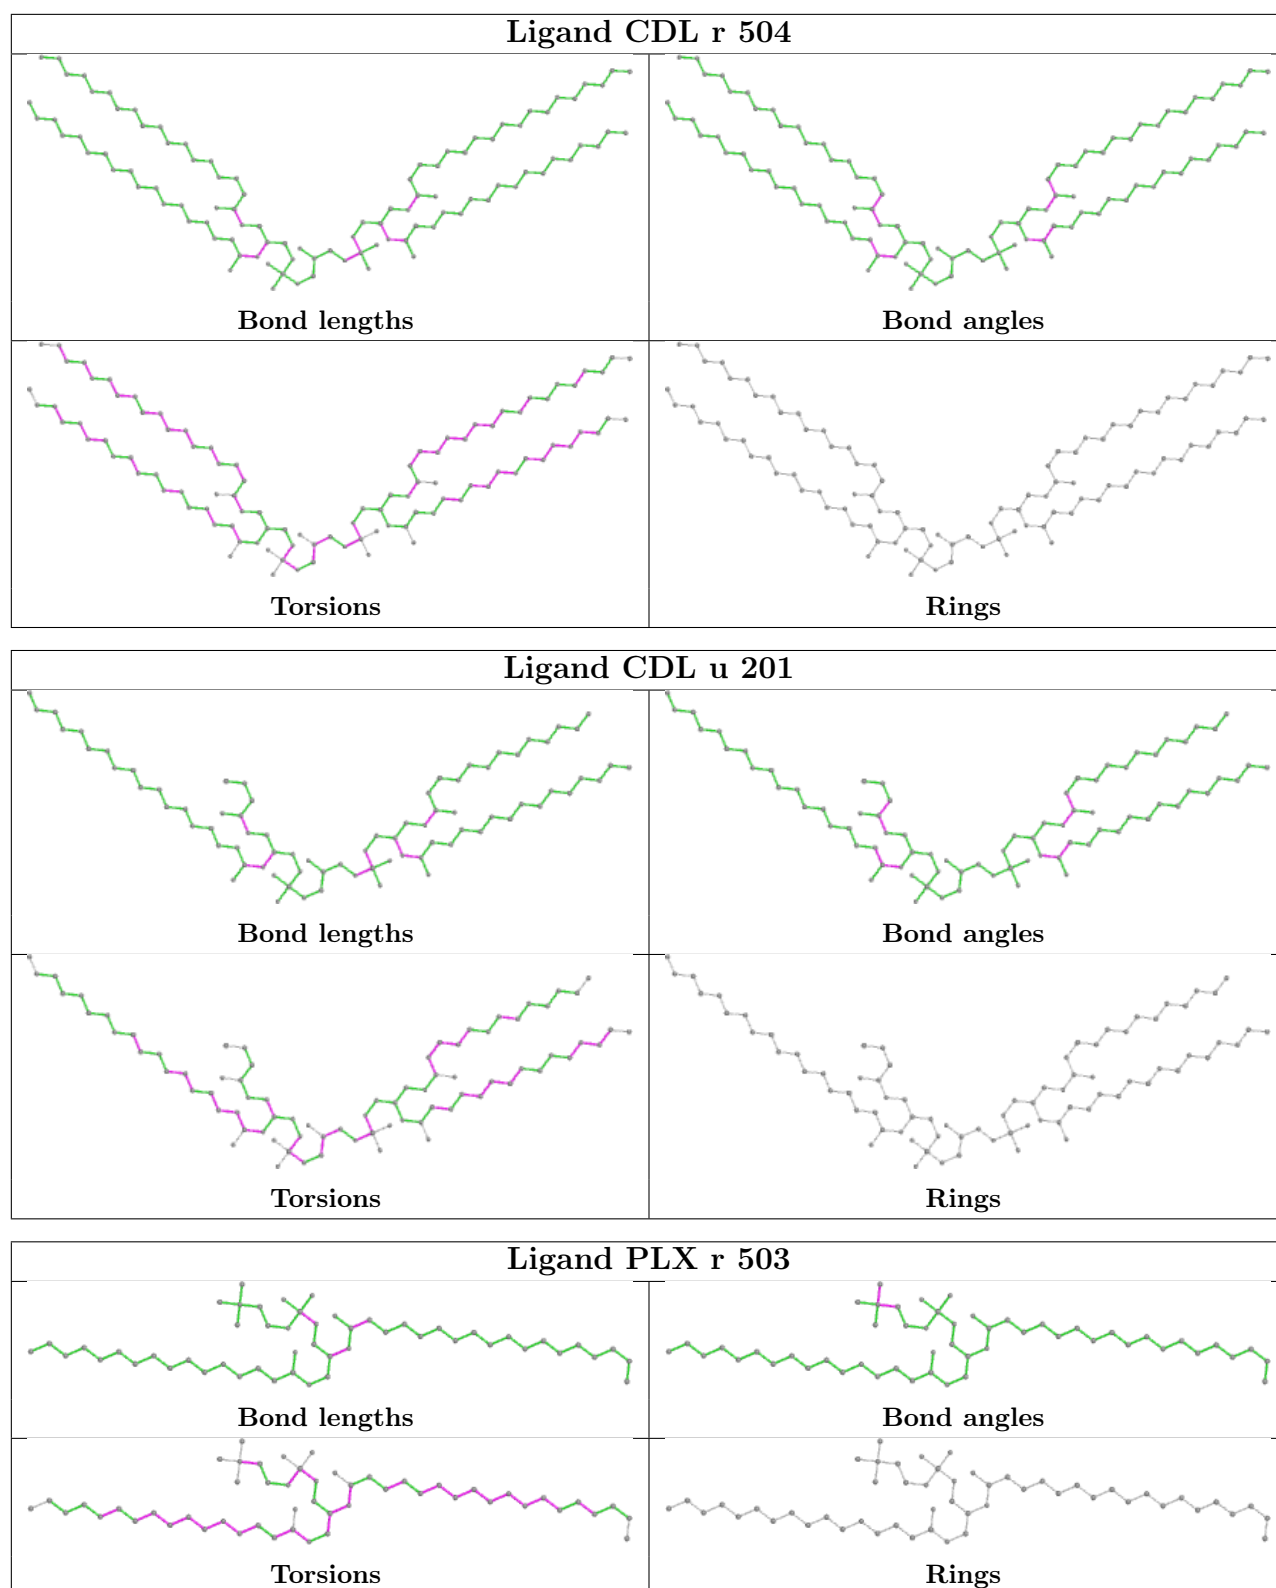 Ligand CDL r 504
Bond lengths
Bond angles
Torsions
Rings
Ligand CDL u 201
Bond lengths
Bond angles
Torsions
Rings
Ligand PLX r 503
Bond lengths
Bond angles
Torsions
Rings